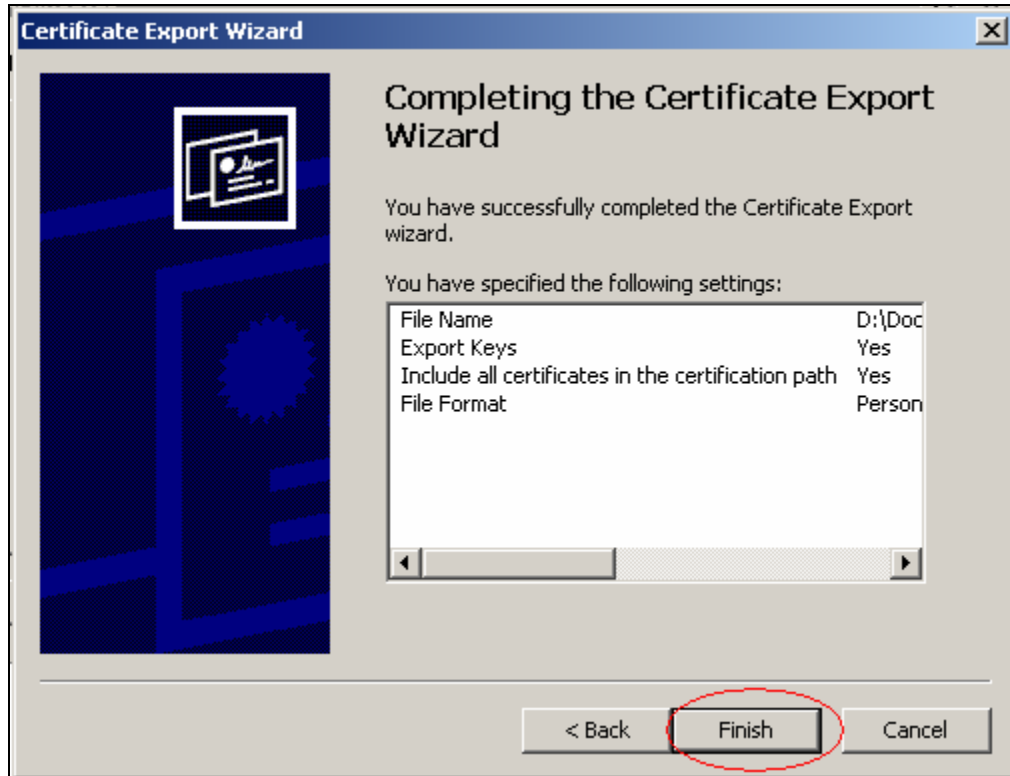 Certificate Export Wizard
Completing the Certificate Export
Wizard
You have successfully completed the Certificate Export
wizard.
You have specified the following settings:
File Name D:\Doc
Export Keys Yes
Include all certificates in the certification path Yes
File Format Person
< Back Finish Cancel